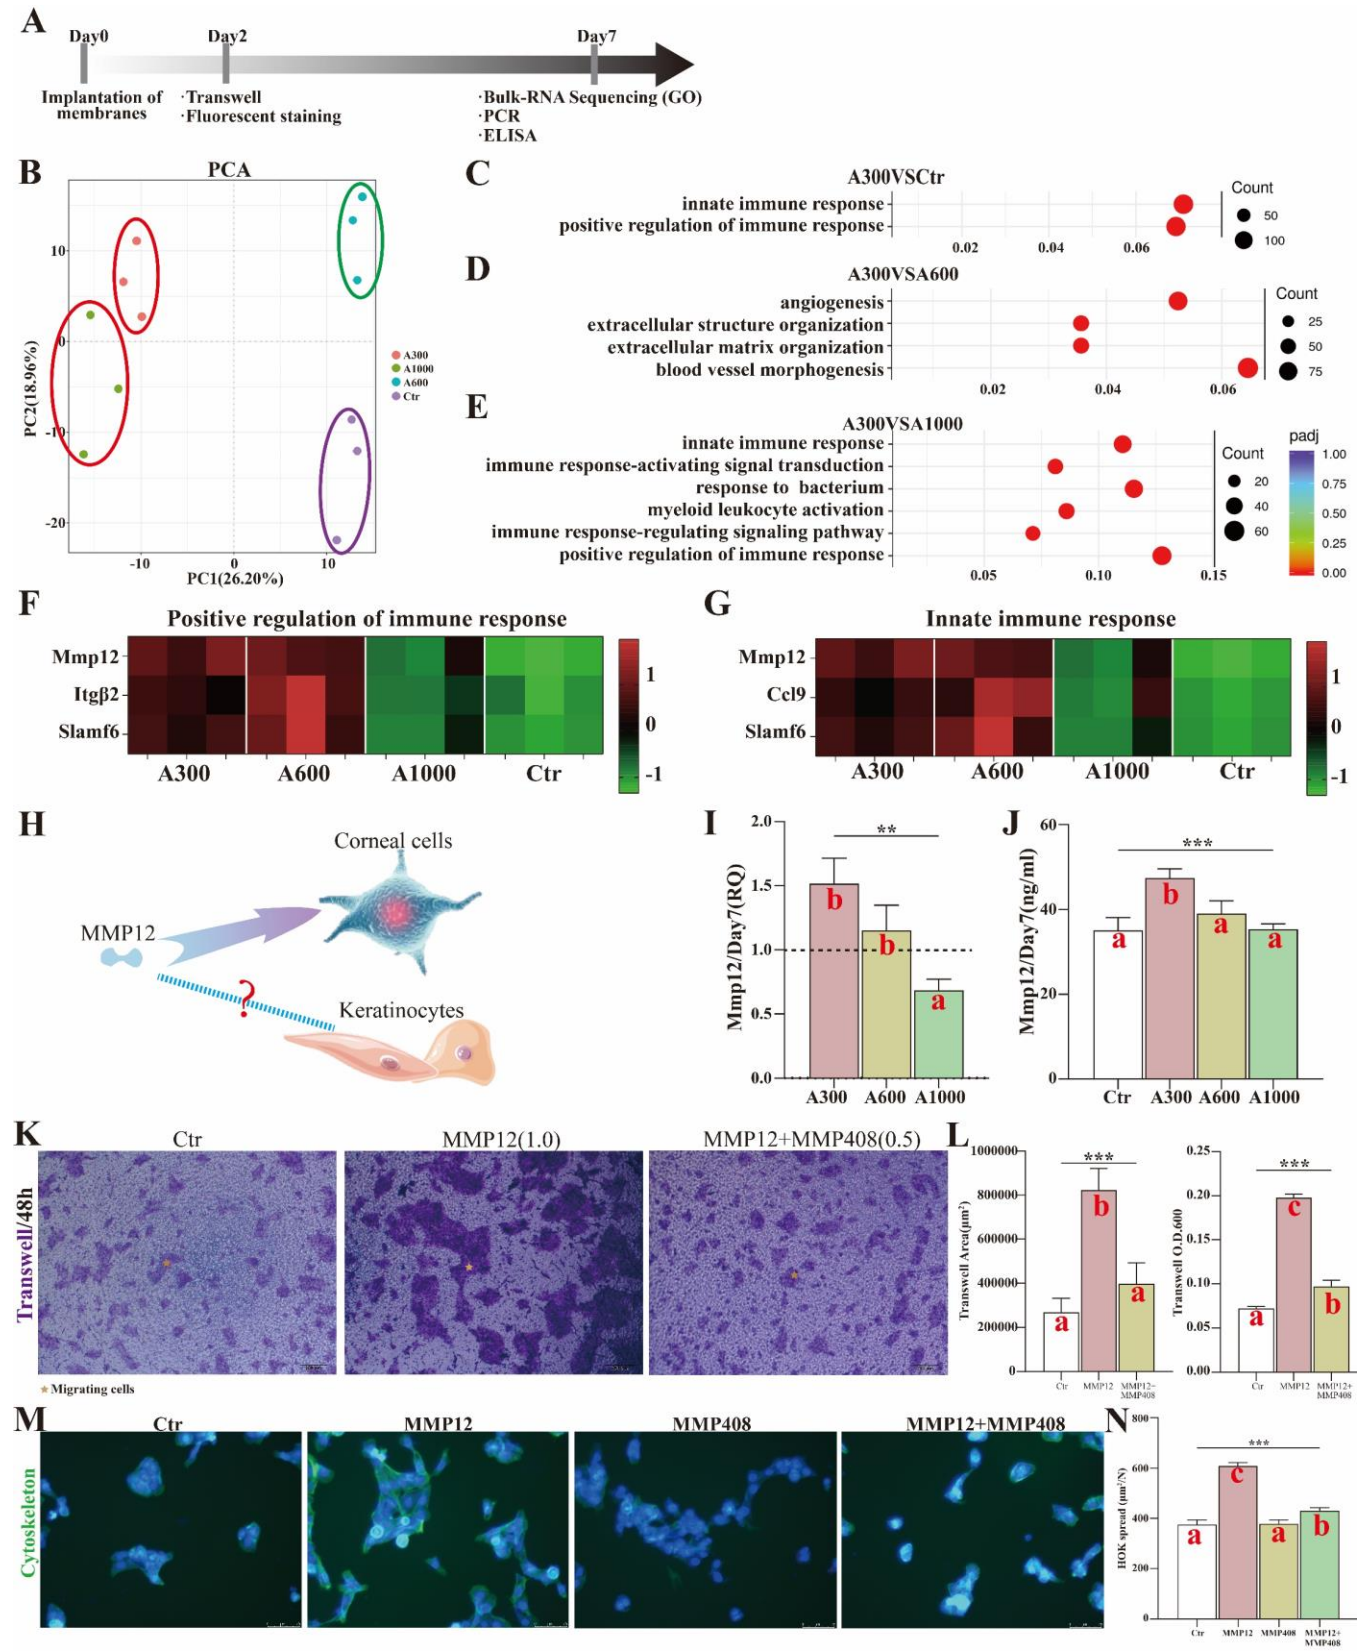 A
Day0 Day2 Day7
Implantation of membranes
·Transwell
·Fluorescent staining
·Bulk-RNA Sequencing (GO)
·PCR
·ELISA
B
PCA
10
0
-10
-20
-10 0 10
PC2(18.96%)
PC1(26.20%)
A300
A1000
A600
Ctr
C
A300VSCtr
innate immune response
positive regulation of immune response
0.02 0.04 0.06
Count
50
100
D
A300VSA600
angiogenesis
extracellular structure organization
extracellular matrix organization
blood vessel morphogenesis
0.02 0.04 0.06
Count
25
50
75
E
A300VSA1000
innate immune response
immune response-activating signal transduction
response to bacterium
myeloid leukocyte activation
immune response-regulating signaling pathway
positive regulation of immune response
0.05 0.10 0.15
Count
20
40
60
padj
1.00
0.75
0.50
0.25
0.00
F
Positive regulation of immune response
Mmp12
Itgβ2
Slamf6
A300 A600 A1000 Ctr
1
0
-1
G
Innate immune response
Mmp12
Ccl9
Slamf6
A300 A600 A1000 Ctr
1
0
-1
H
Corneal cells
MMP12
?
Keratinocytes
I
Mmp12/Day7(RQ)
2.0
1.5
1.0
0.5
0.0
**
b b a
A300 A600 A1000
J
Mmp12/Day7(ng/ml)
60
40
20
0
***
a b a a
Ctr A300 A600 A1000
K
Ctr MMP12(1.0) MMP12+MMP408(0.5)
Transwell/48h
Migrating cells
L
Transwell Area(μm²)
1000000
800000
600000
400000
200000
0
***
a b a
Ctr MMP12 MMP12+
MMP408
Transwell O.D.600
0.25
0.20
0.15
0.10
0.05
0.00
***
a c b
Ctr MMP12 MMP12+
MMP408
M
Ctr MMP12 MMP408 MMP12+MMP408
Cytoskeleton
N
HOK spread (μm²/N)
800
600
400
200
0
***
a c a b
Ctr MMP12 MMP408 MMP12+
MMP408